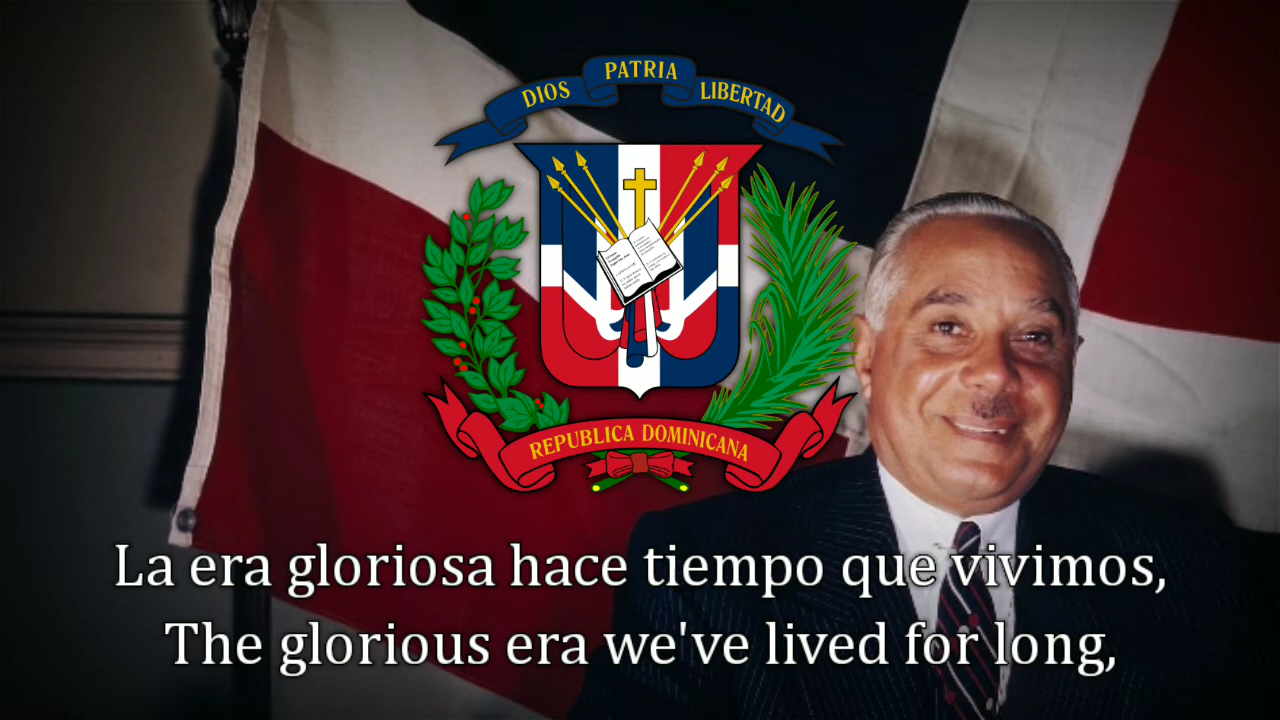 DIOS PATRIA LIBERTAD
REPUBLICA DOMINICANA
La era gloriosa hace tiempo que vivimos,
The glorious era we've lived for long,